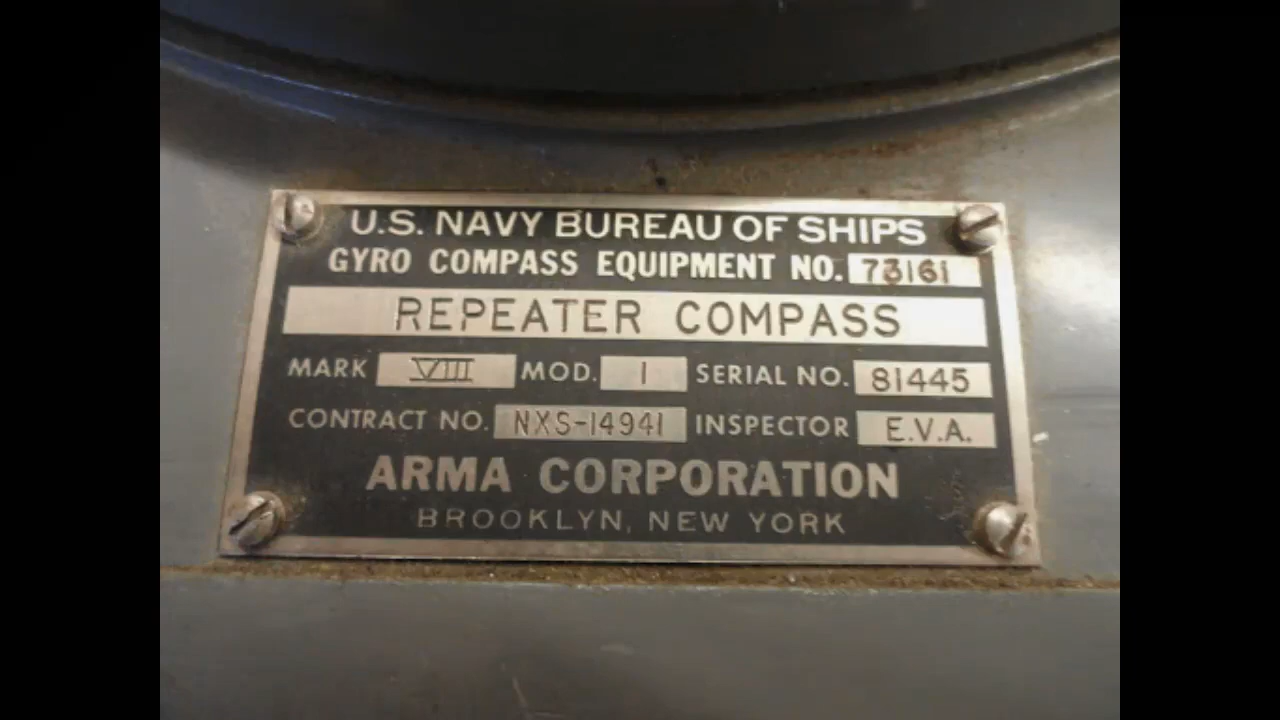 U.S. NAVY BUREAU OF SHIPS
GYRO COMPASS EQUIPMENT NO. 73161
REPEATER COMPASS
MARK VIII MOD. 1 SERIAL NO. 81445
CONTRACT NO. NXS-14941 INSPECTOR E.V.A.
ARMA CORPORATION
BROOKLYN, NEW YORK